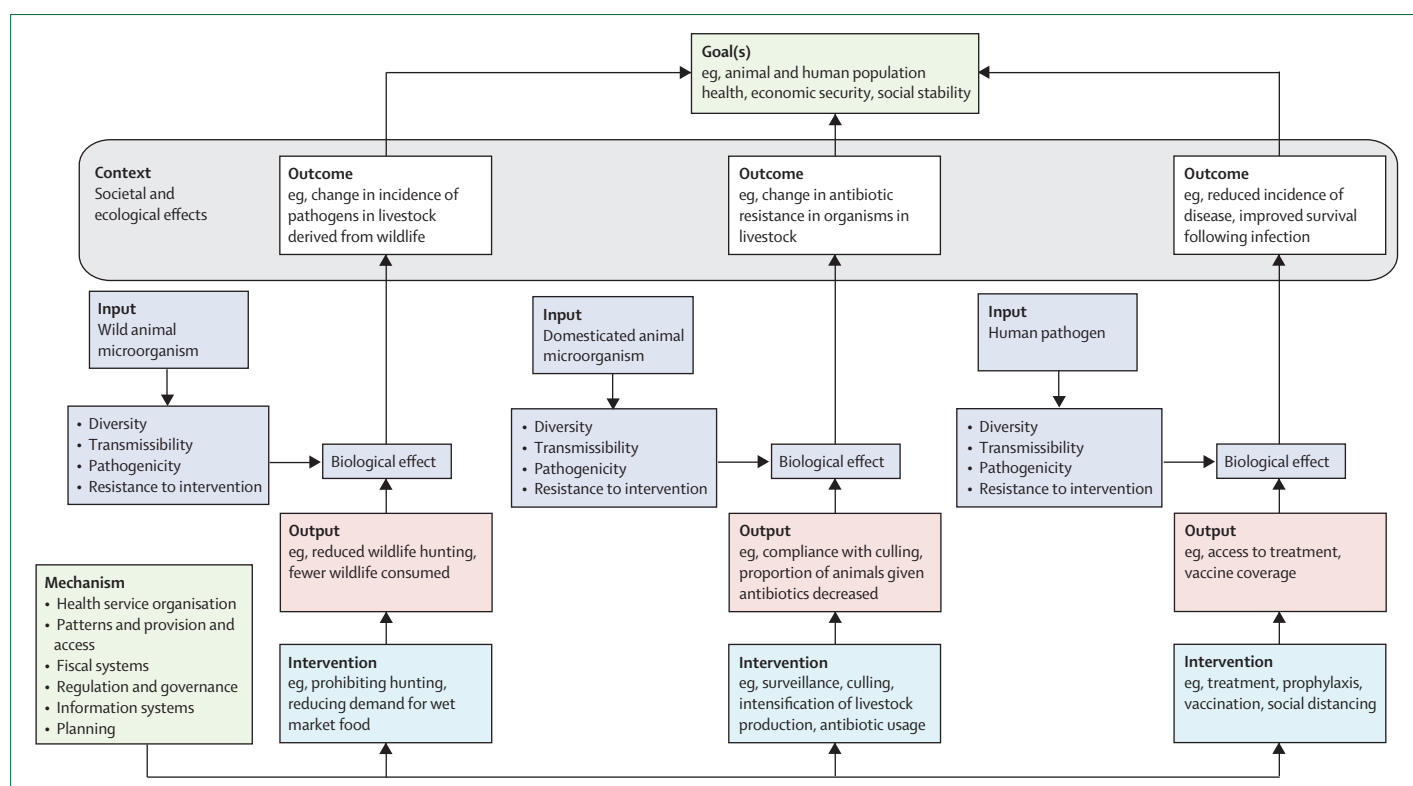 Goal(s)
eg, animal and human population
health, economic security, social stability
Context
Societal and
ecological effects
Outcome
eg, change in incidence of
pathogens in livestock
derived from wildlife
Outcome
eg, change in antibiotic
resistance in organisms in
livestock
Outcome
eg, reduced incidence of
disease, improved survival
following infection
Input
Wild animal
microorganism
Input
Domesticated animal
microorganism
Input
Human pathogen
• Diversity
• Transmissibility
• Pathogenicity
• Resistance to intervention
Biological effect
• Diversity
• Transmissibility
• Pathogenicity
• Resistance to intervention
Biological effect
• Diversity
• Transmissibility
• Pathogenicity
• Resistance to intervention
Biological effect
Output
eg, reduced wildlife hunting,
fewer wildlife consumed
Output
eg, compliance with culling,
proportion of animals given
antibiotics decreased
Output
eg, access to treatment,
vaccine coverage
Mechanism
• Health service organisation
• Patterns and provision and
access
• Fiscal systems
• Regulation and governance
• Information systems
• Planning
Intervention
eg, prohibiting hunting,
reducing demand for wet
market food
Intervention
eg, surveillance, culling,
intensification of livestock
production, antibiotic usage
Intervention
eg, treatment, prophylaxis,
vaccination, social distancing